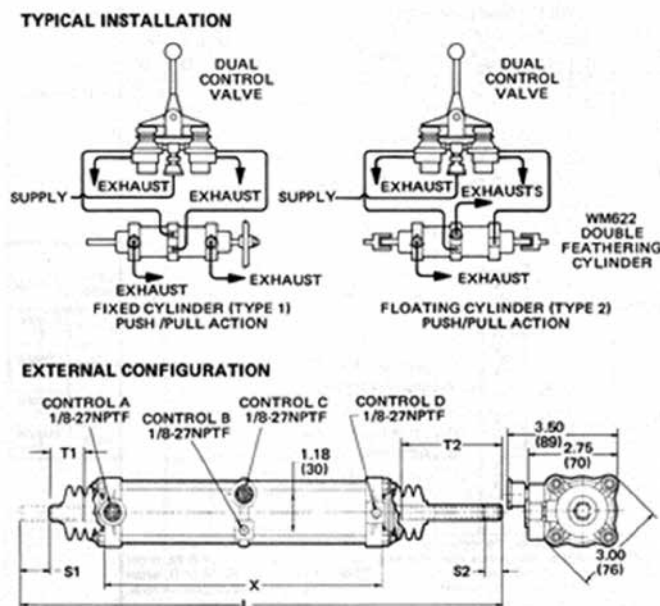 TYPICAL INSTALLATION
DUAL
CONTROL
VALVE
SUPPLY
EXHAUST
EXHAUST
EXHAUST
EXHAUST
FIXED CYLINDER (TYPE 1)
PUSH /PULL ACTION
DUAL
CONTROL
VALVE
SUPPLY
EXHAUST
EXHAUSTS
EXHAUST
WM622
DOUBLE
FEATHERING
CYLINDER
FLOATING CYLINDER (TYPE 2)
PUSH/PULL ACTION
EXTERNAL CONFIGURATION
CONTROL A
1/8-27NPTF
CONTROL B
1/8-27NPTF
CONTROL C
1/8-27NPTF
CONTROL D
1/8-27NPTF
T1
1.18
(30)
T2
3.50
(89)
2.75
(70)
3.00
(76)
S1
X
S2